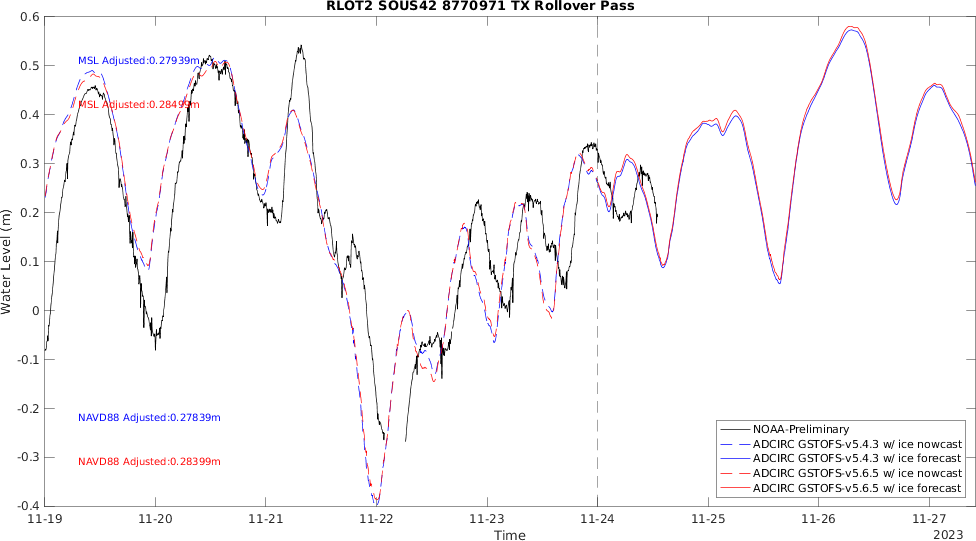 RLOT2 SOUS42 8770971 TX Rollover Pass
0.6
0.5
0.4
0.3
0.2
0.1
0
-0.1
-0.2
-0.3
-0.4
Water Level (m)
MSL Adjusted:0.27939m
MSL Adjusted:0.28499m
NAVD88 Adjusted:0.27839m
NAVD88 Adjusted:0.28399m
NOAA-Preliminary
ADCIRC GSTOFS-v5.4.3 w/ ice nowcast
ADCIRC GSTOFS-v5.4.3 w/ ice forecast
ADCIRC GSTOFS-v5.6.5 w/ ice nowcast
ADCIRC GSTOFS-v5.6.5 w/ ice forecast
11-19 11-20 11-21 11-22 11-23 11-24 11-25 11-26 11-27
Time
2023